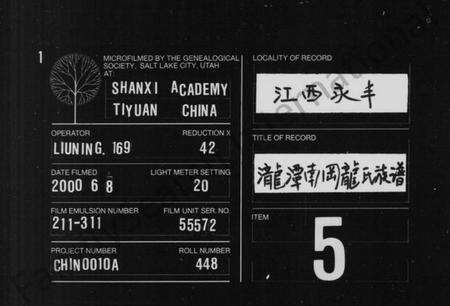 1
MICROFILMED BY THE GENEALOGICAL
SOCIETY, SALT LAKE CITY, UTAH
AT:
SHANXI ACADEMY
TIYUAN CHINA
OPERATOR REDUCTION X
LIUNING. 169 42
DATE FILMED LIGHT METER SETTING
2000 6 8 20
FILM EMULSION NUMBER FILM UNIT SER. NO.
211-311 55572
PROJECT NUMBER ROLL NUMBER
CHN0010A 448
LOCALITY OF RECORD
江西永丰
TITLE OF RECORD
瀧潭南岡龍氏族谱
ITEM
5